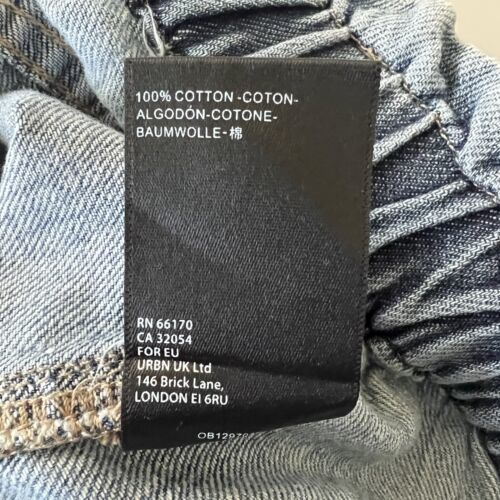 100% COTTON -COTON-
ALGODÓN-COTONE-
BAUMWOLLE-棉
RN 66170
CA 32054
FOR EU
URBN UK Ltd
146 Brick Lane,
LONDON EI 6RU